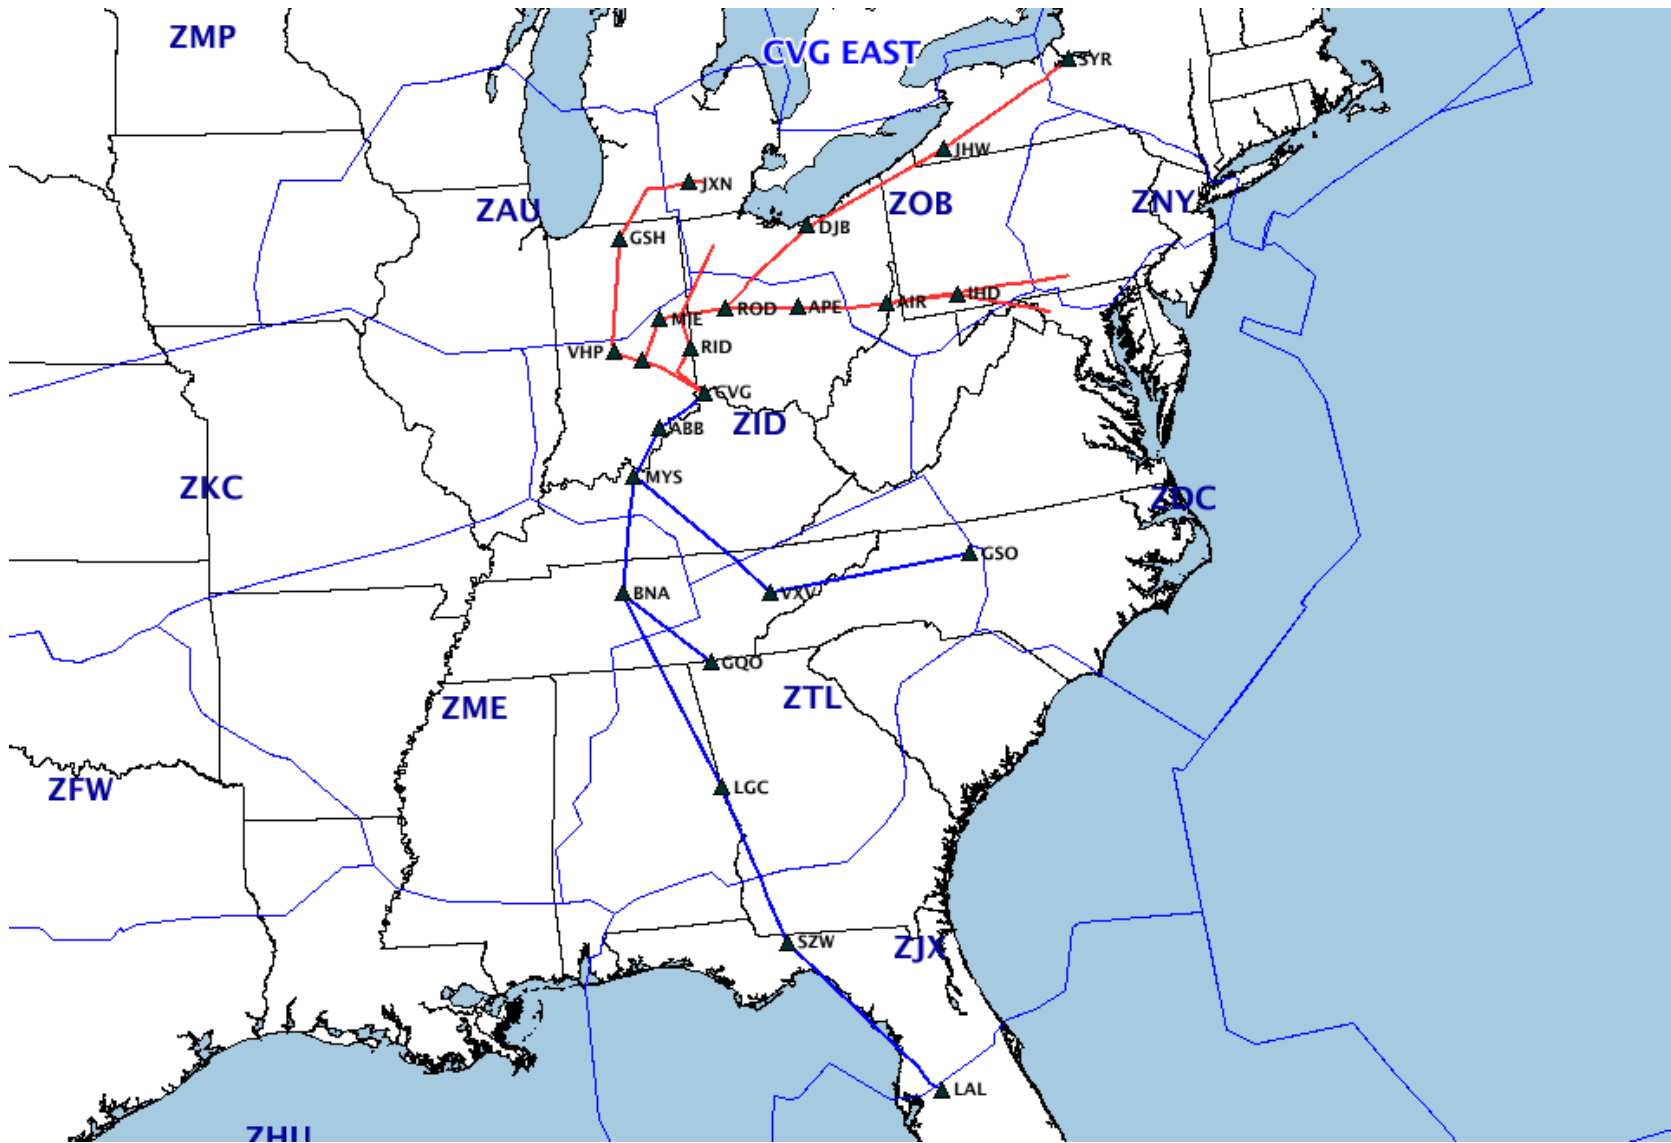 ZMP
CVG EAST
SYR
JHW
JXN
ZAU
ZOB
ZNY
GSH
DJB
IHD
ROD
APE
AIR
MIE
VHP
RID
CVG
ZID
ABB
MYS
ZKC
ZDC
GSO
BNA
VXV
GQO
ZME
ZTL
ZFW
LGC
SZW
ZJX
LAL
ZHU